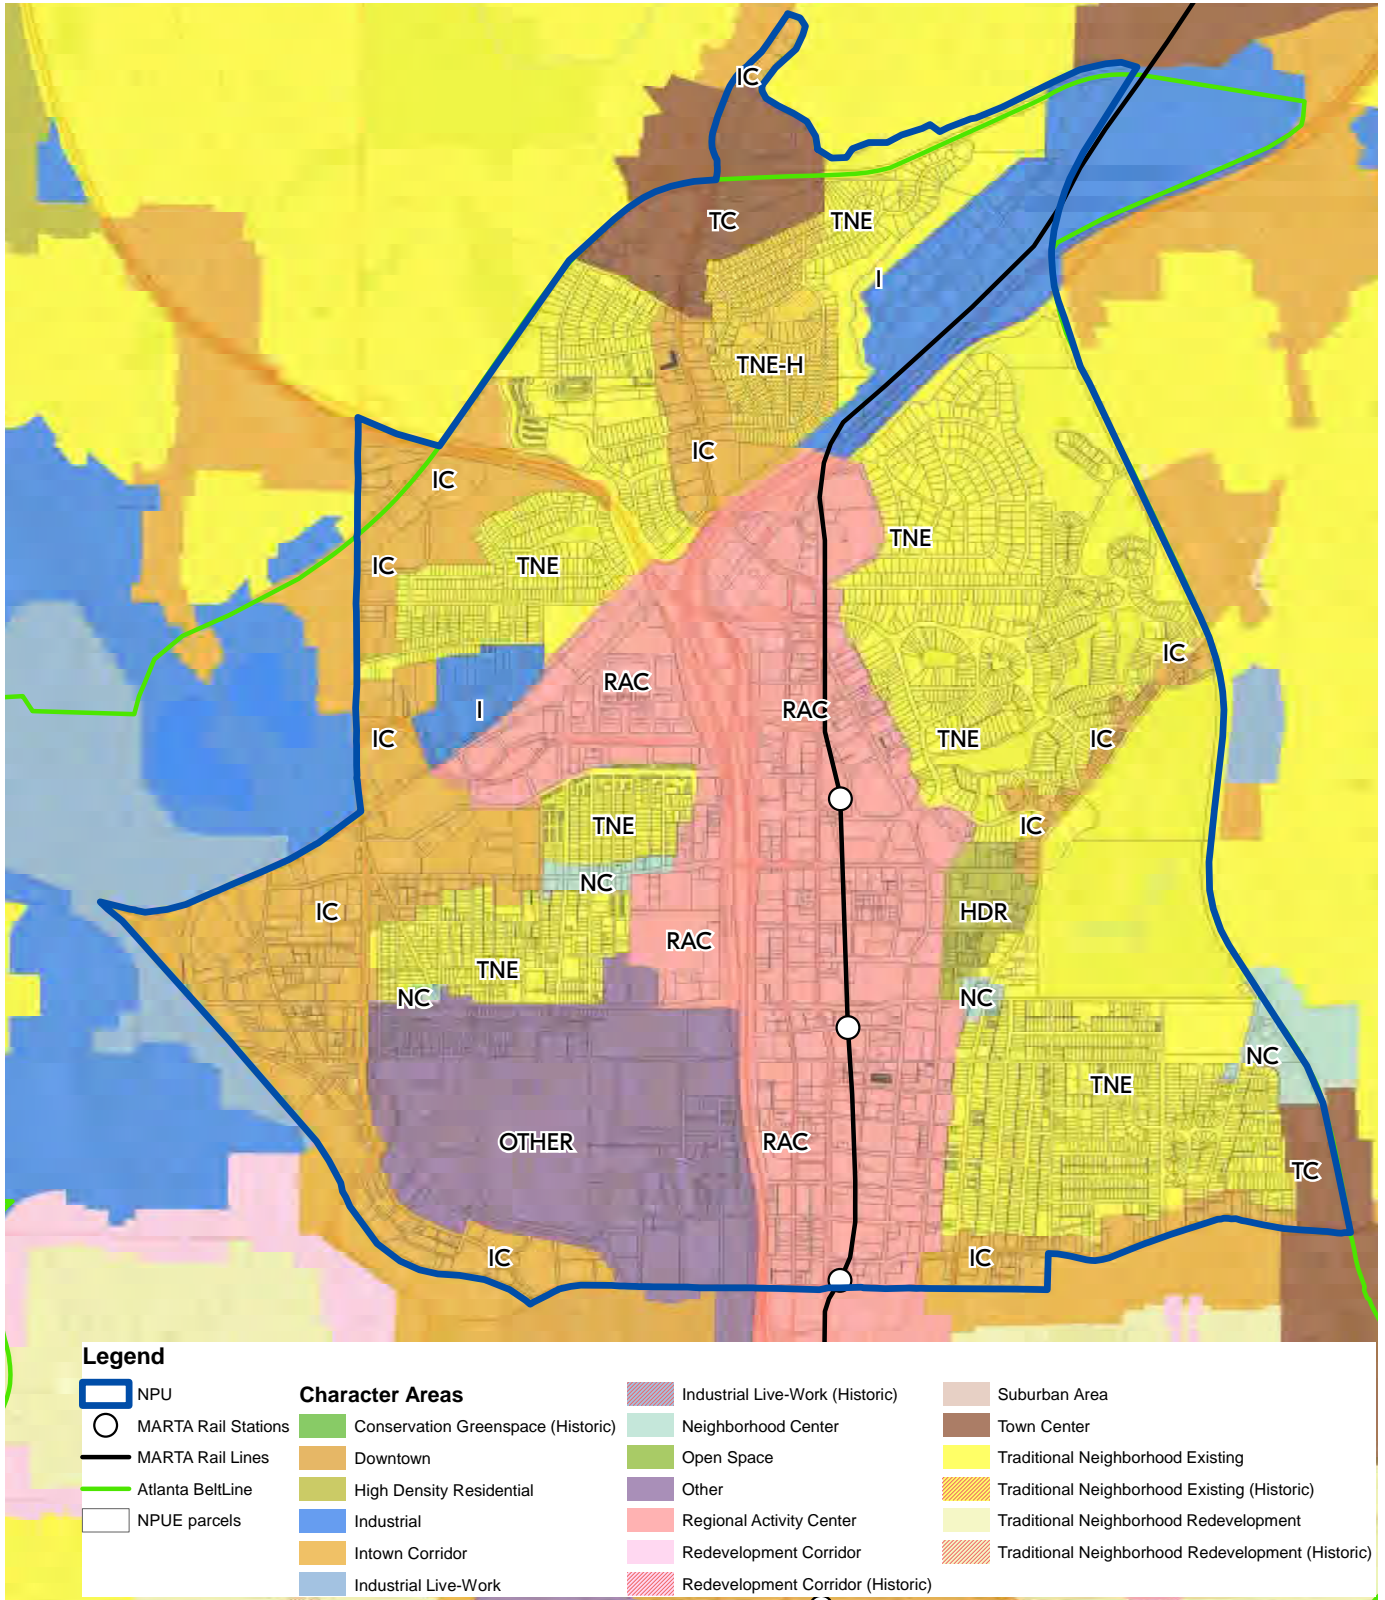 IC
TC
TNE
I
TNE-H
IC
IC
TNE
IC
TNE
IC
RAC
I
RAC
IC
TNE
IC
IC
TNE
NC
IC
HDR
IC
RAC
TNE
NC
NC
NC
TNE
OTHER
RAC
TC
IC
IC
Legend
NPU
MARTA Rail Stations
MARTA Rail Lines
Atlanta BeltLine
NPUE parcels
Character Areas
Conservation Greenspace (Historic)
Downtown
High Density Residential
Industrial
Intown Corridor
Industrial Live-Work
Industrial Live-Work (Historic)
Neighborhood Center
Open Space
Other
Regional Activity Center
Redevelopment Corridor
Redevelopment Corridor (Historic)
Suburban Area
Town Center
Traditional Neighborhood Existing
Traditional Neighborhood Existing (Historic)
Traditional Neighborhood Redevelopment
Traditional Neighborhood Redevelopment (Historic)